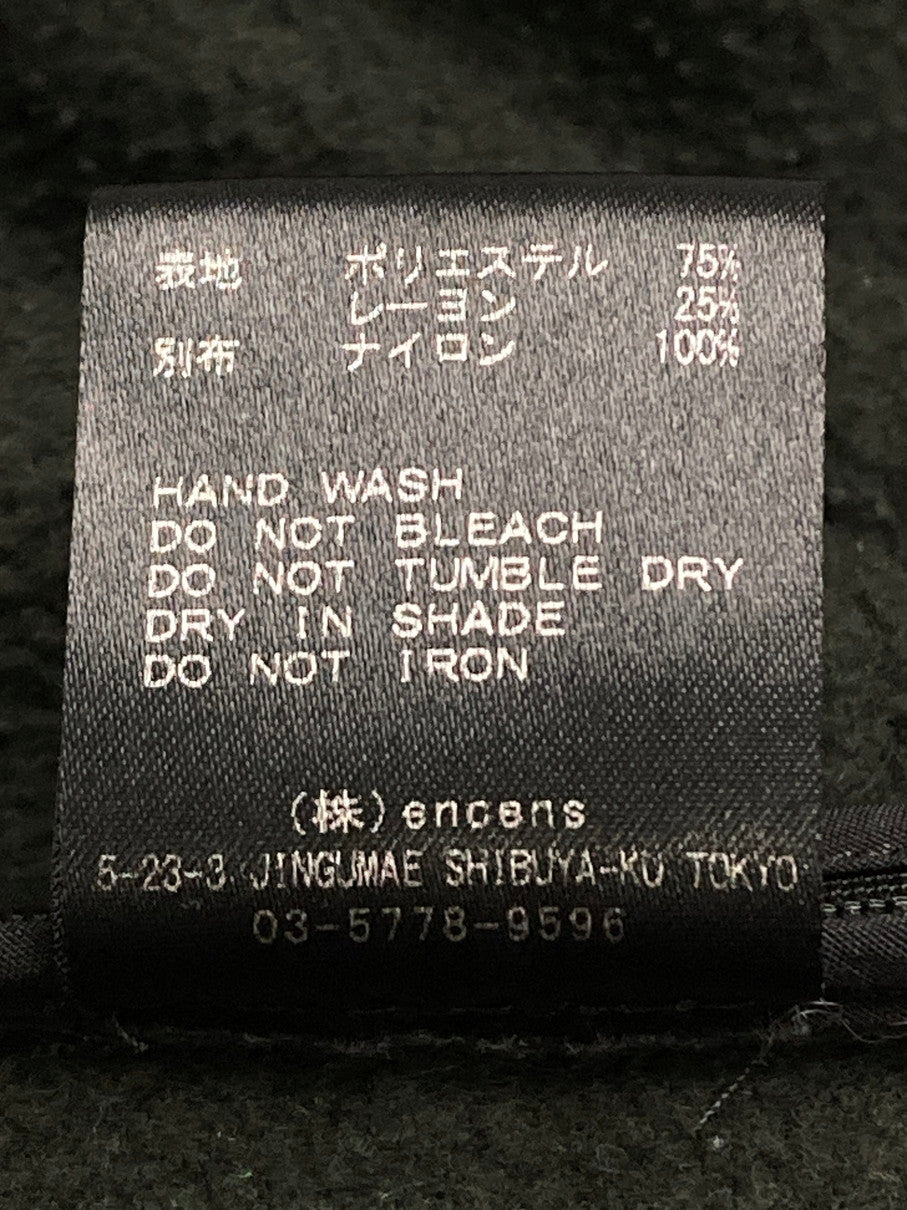 表地 ポリエステル 75%
レーヨン 25%
別布 ナイロン 100%
HAND WASH
DO NOT BLEACH
DO NOT TUMBLE DRY
DRY IN SHADE
DO NOT IRON
(株)encens
5-23-3 JINGUMAE SHIBUYA-KU TOKYO
03-5778-9596